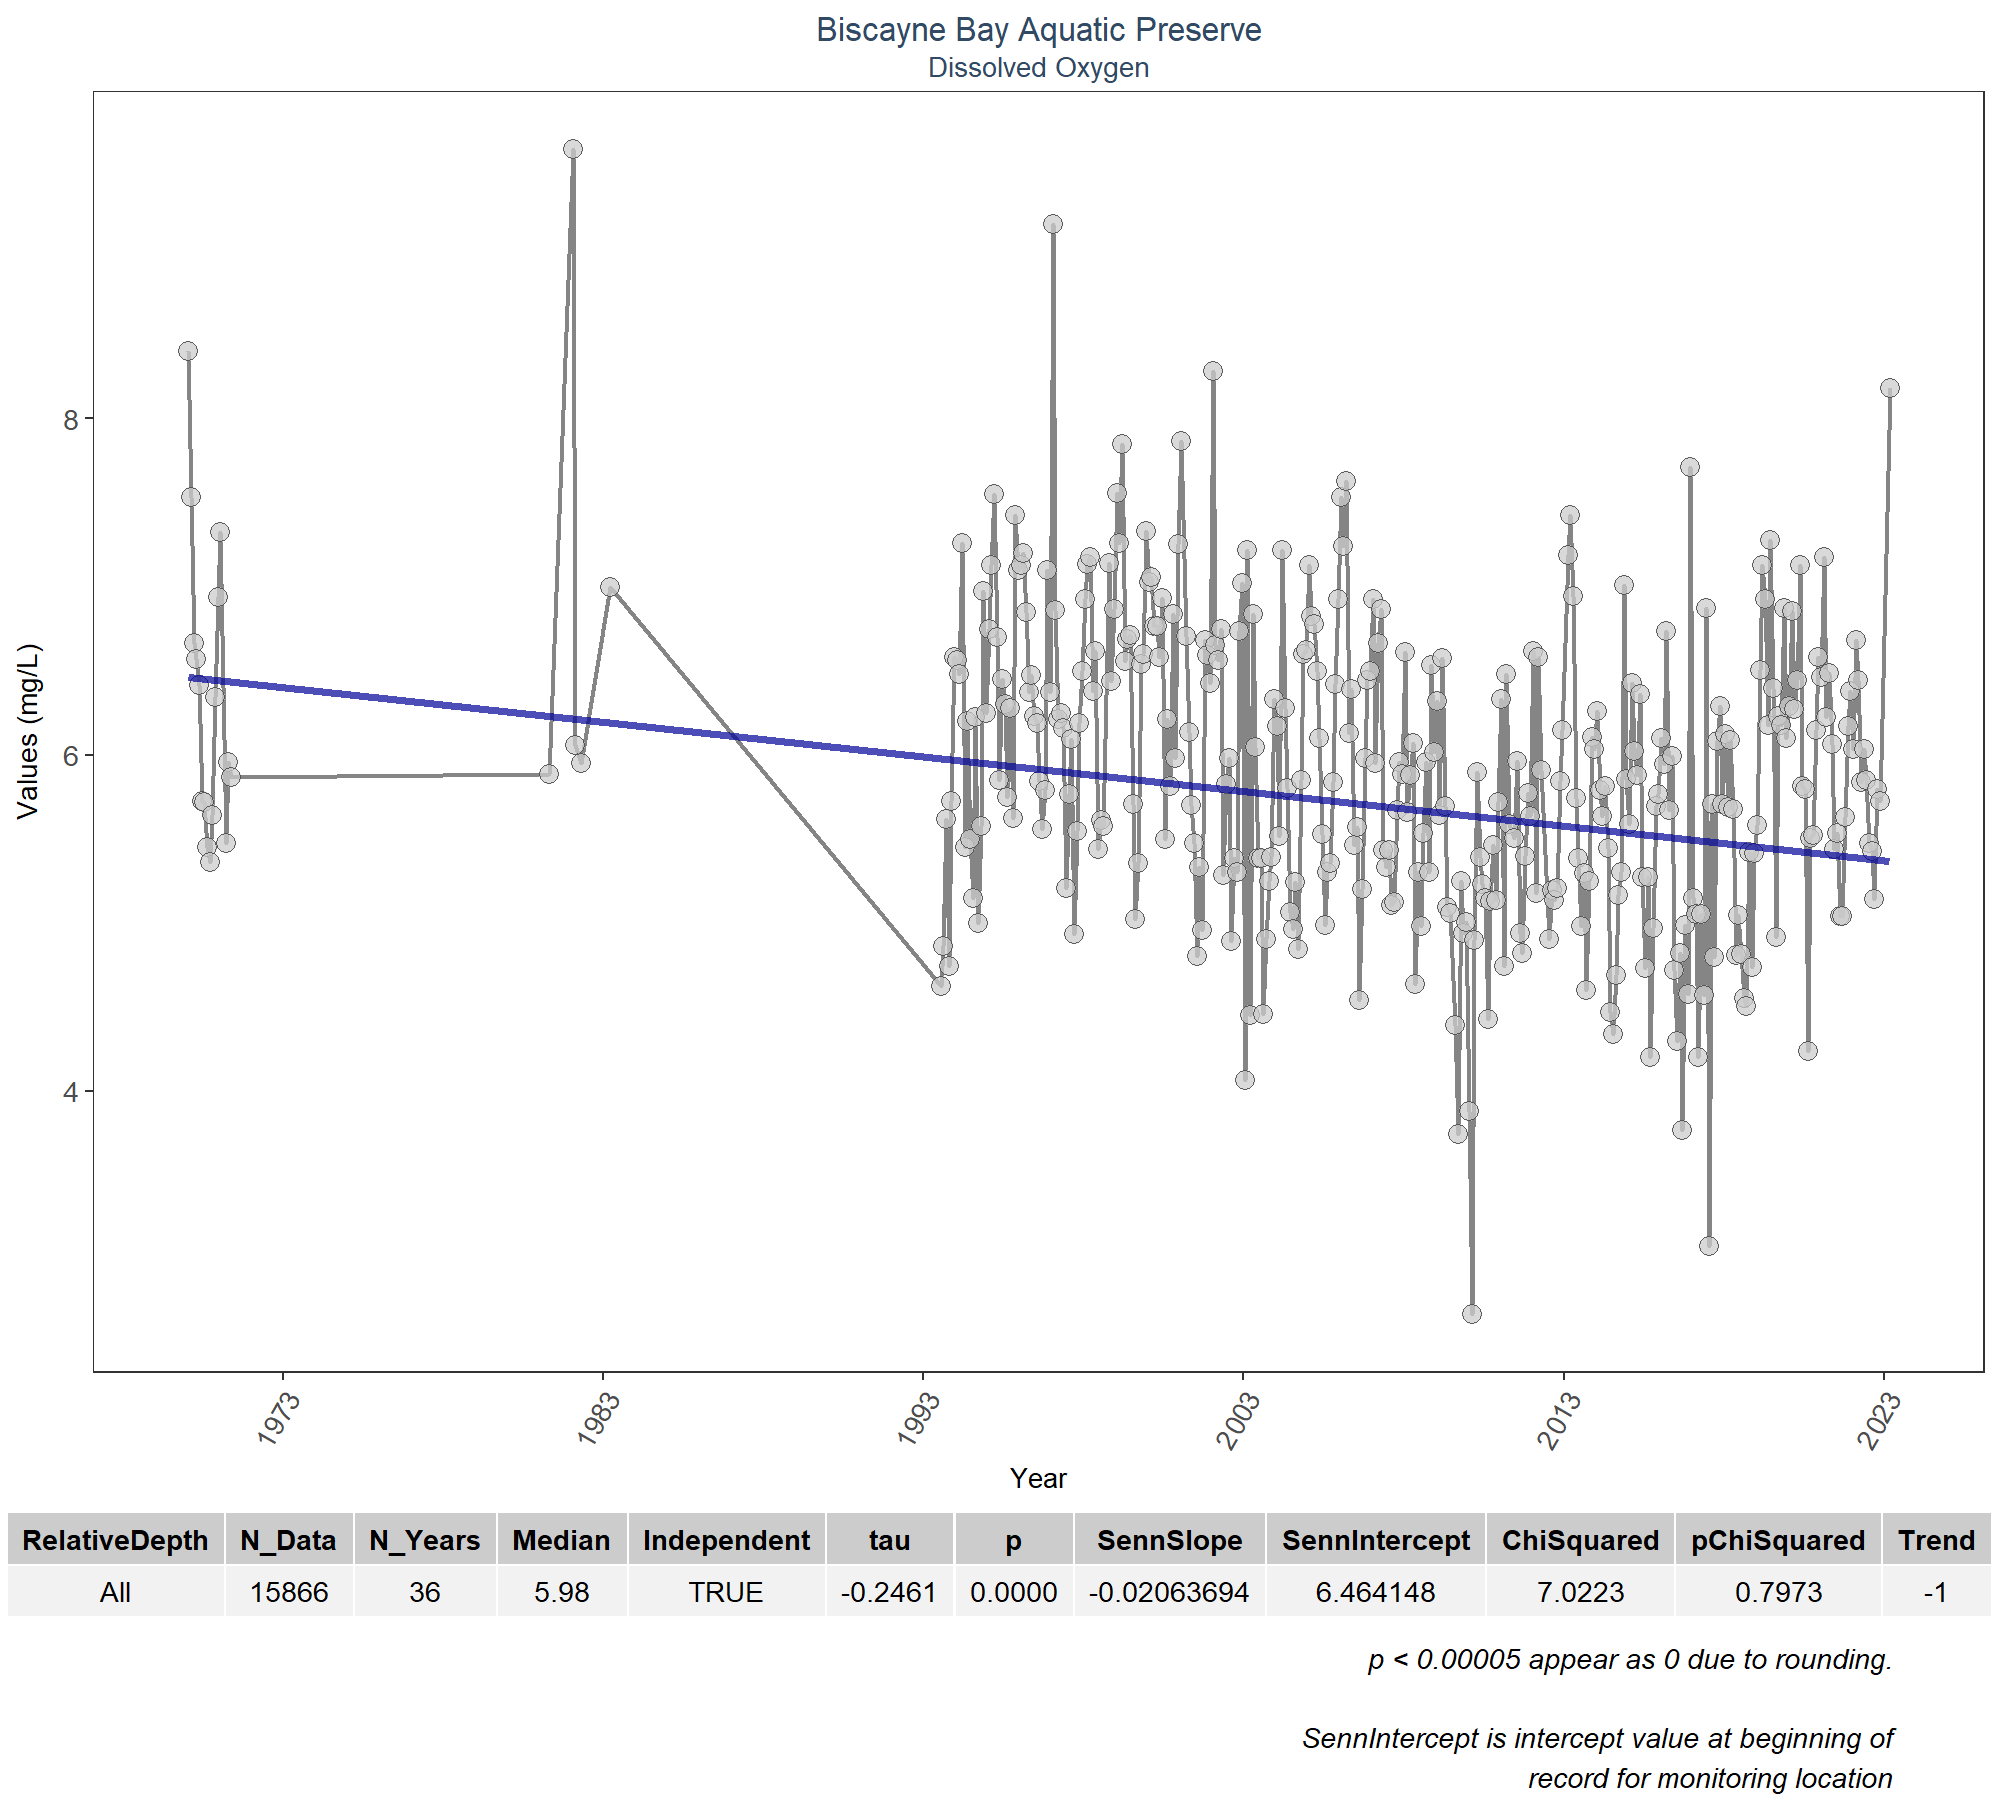 Biscayne Bay Aquatic Preserve
Dissolved Oxygen
Values (mg/L)
8
6
4
1973 1983 1993 2003 2013 2023
Year
RelativeDepth N_Data N_Years Median Independent tau p SennSlope SennIntercept ChiSquared pChiSquared Trend
All 15866 36 5.98 TRUE -0.2461 0.0000 -0.02063694 6.464148 7.0223 0.7973 -1
p < 0.00005 appear as 0 due to rounding.
SennIntercept is intercept value at beginning of
record for monitoring location